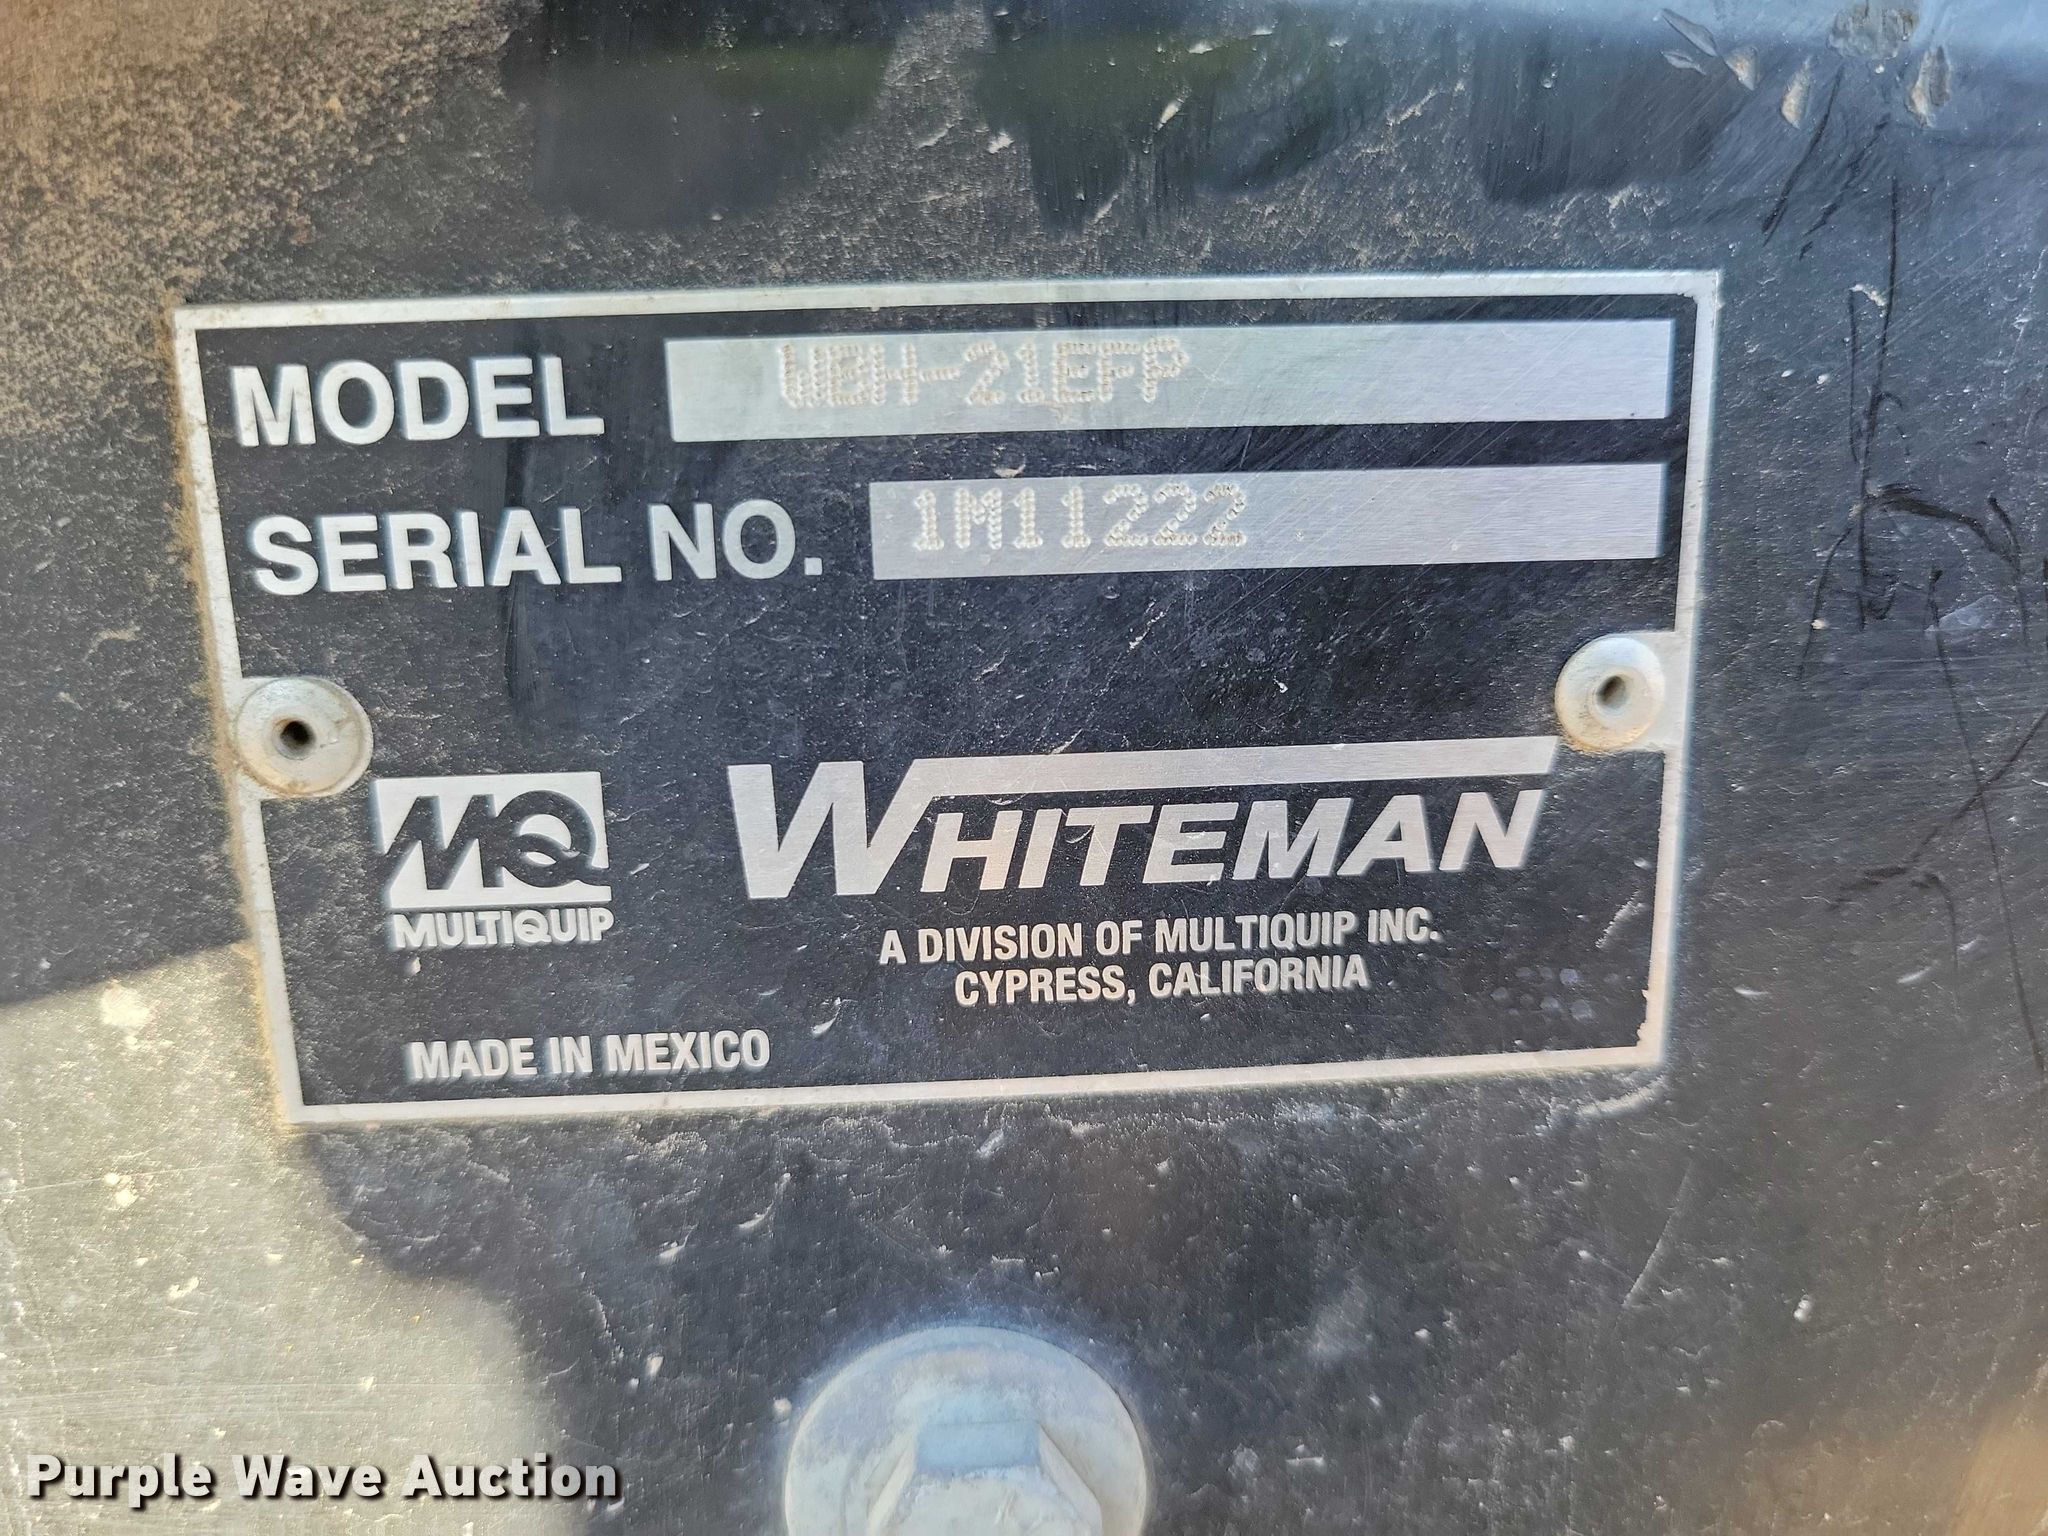 MODEL WBH-21EFP
SERIAL NO. 1M11222
MQ
MULTIQUIP
WHITEMAN
A DIVISION OF MULTIQUIP INC.
CYPRESS, CALIFORNIA
MADE IN MEXICO
Purple Wave Auction